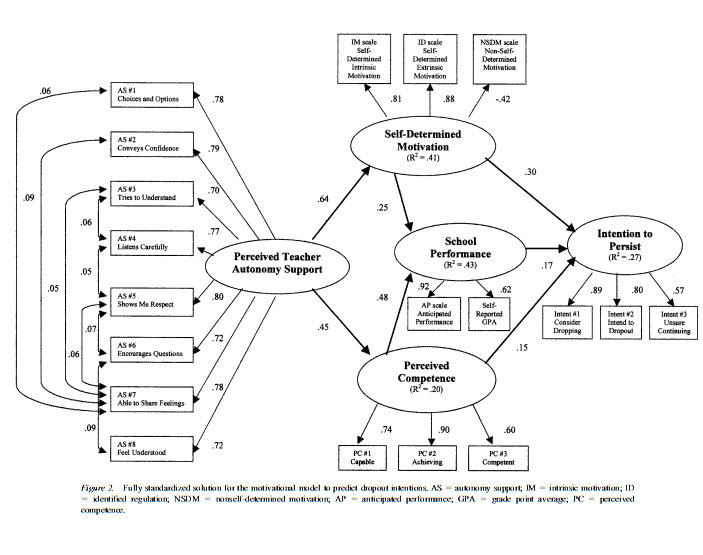 IM scale
Self-
Determined
Intrinsic
Motivation
ID scale
Self-
Determined
Extrinsic
Motivation
NSDM scale
Non-Self-
Determined
Motivation
.06
AS #1
Choices and Options
.78
.81
.88
-.42
AS #2
Conveys Confidence
.79
Self-Determined
Motivation
(R² = .41)
.09
AS #3
Tries to Understand
.70
.64
.30
.25
.06
AS #4
Listens Carefully
.77
Perceived Teacher
Autonomy Support
School
Performance
(R² = .43)
Intention to
Persist
(R² = .27)
.17
.05
.05
AS #5
Shows Me Respect
.80
.48
.92
.62
.89
.80
.57
AP scale
Anticipated
Performance
Self-
Reported
GPA
Intent #1
Consider
Dropping
Intent #2
Intend to
Dropout
Intent #3
Unsure
Continuing
.07
.45
.72
.15
AS #6
Encourages Questions
.06
Perceived
Competence
(R² = .20)
AS #7
Able to Share Feelings
.78
.09
AS #8
Feel Understood
.72
.74
.90
.60
PC #1
Capable
PC #2
Achieving
PC #3
Competent
Figure 2. Fully standardized solution for the motivational model to predict dropout intentions. AS = autonomy support; IM = intrinsic motivation; ID
= identified regulation; NSDM = nonself-determined motivation; AP = anticipated performance; GPA = grade point average; PC = perceived
competence.